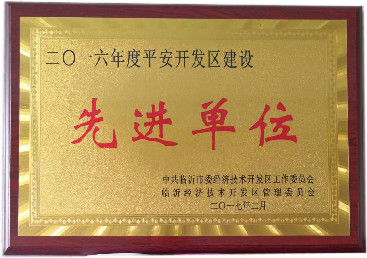 二〇一六年度平安开发区建设
先进单位
中共临沂市委经济技术开发区工作委员会
临沂经济技术开发区管理委员会
二〇一七年二月